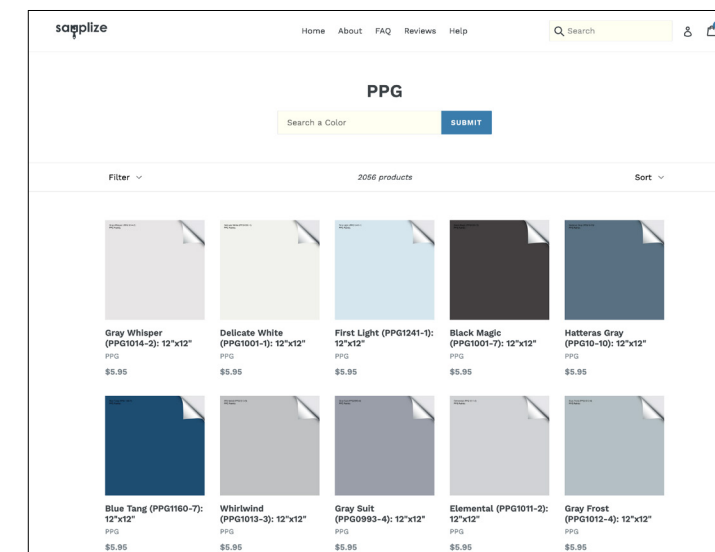 samplize
Home About FAQ Reviews Help
Search
PPG
Search a Color
SUBMIT
Filter
2056 products
Sort
Gray Whisper
(PPG1014-2): 12"x12"
PPG
$5.95
Delicate White
(PPG1001-1): 12"x12"
PPG
$5.95
First Light (PPG1241-1):
12"x12"
PPG
$5.95
Black Magic
(PPG1001-7): 12"x12"
PPG
$5.95
Hatteras Gray
(PPG10-10): 12"x12"
PPG
$5.95
Blue Tang (PPG1160-7):
12"x12"
PPG
$5.95
Whirlwind
(PPG1013-3): 12"x12"
PPG
$5.95
Gray Suit
(PPG0993-4): 12"x12"
PPG
$5.95
Elemental (PPG1011-2):
12"x12"
PPG
$5.95
Gray Frost
(PPG1012-4): 12"x12"
PPG
$5.95